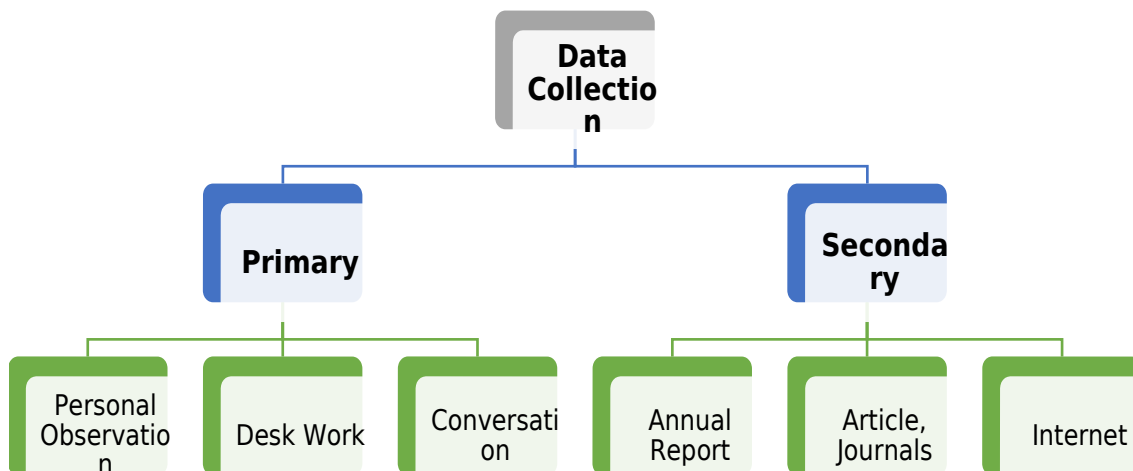 Data
Collectio
n
Primary
Seconda
ry
Personal
Observatio
n
Desk Work
Conversati
on
Annual
Report
Article,
Journals
Internet